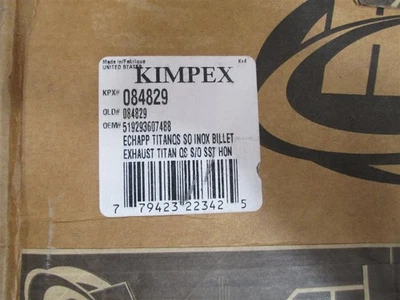 Made In/Fabrique
UNITED STATES
KIMPEX
KPX# 084829
OLD# 084829
OEM# 519293607488
ECHAPP TITANQS SO INOX BILLET
EXHAUST TITAN QS S/O SST HON
7 79423 22342 5